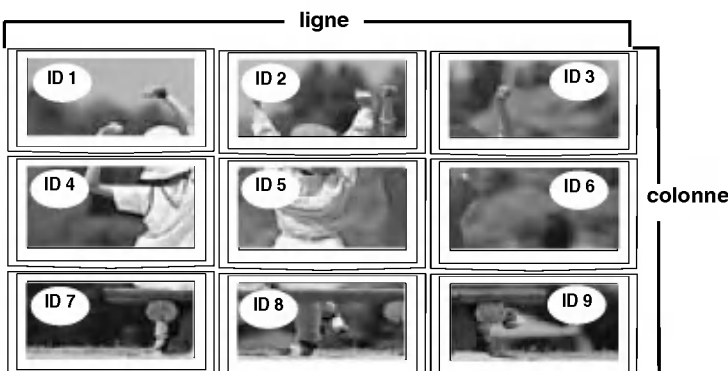 ligne
ID 1 ID 2 ID 3
ID 4 ID 5 ID 6
colonne
ID 7 ID 8 ID 9